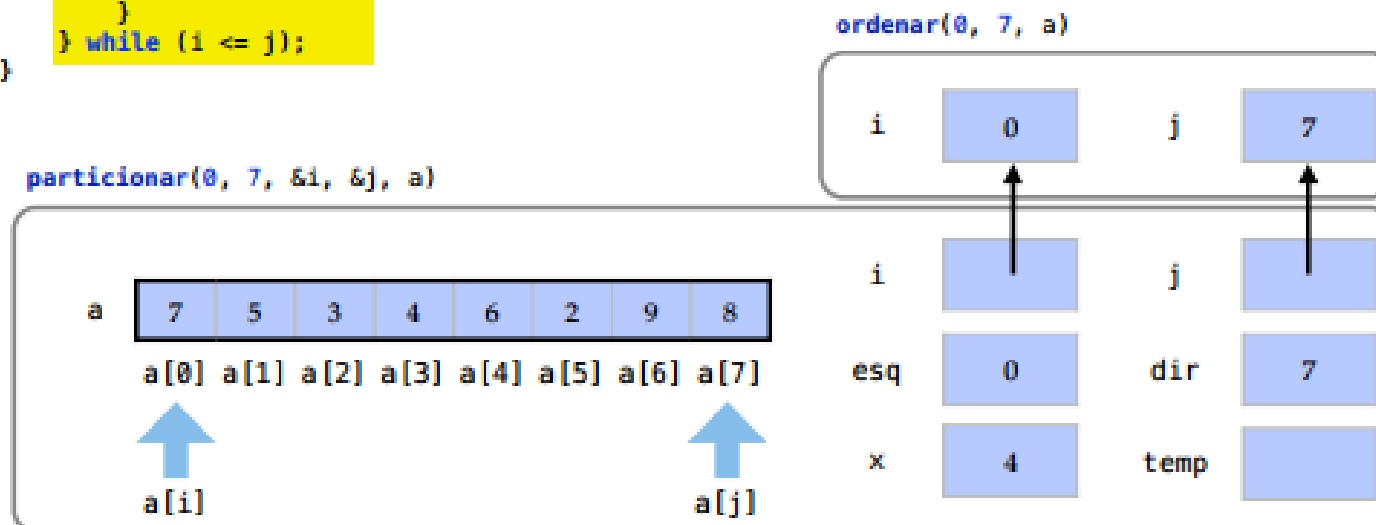 }
} while (i <= j);
}
ordenar(0, 7, a)
i 0 j 7
particionar(0, 7, &i, &j, a)
i j
a 7 5 3 4 6 2 9 8
a[0] a[1] a[2] a[3] a[4] a[5] a[6] a[7]
esq 0 dir 7
x 4 temp
a[i] a[j]